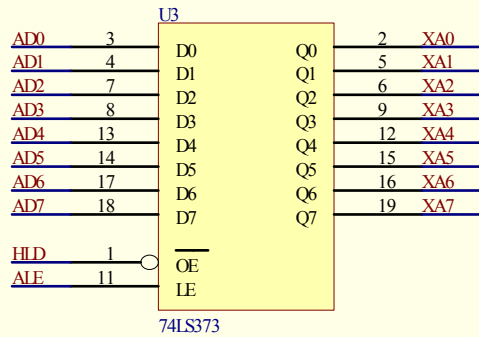 U3
AD0 3 D0 Q0 2 XA0
AD1 4 D1 Q1 5 XA1
AD2 7 D2 Q2 6 XA2
AD3 8 D3 Q3 9 XA3
AD4 13 D4 Q4 12 XA4
AD5 14 D5 Q5 15 XA5
AD6 17 D6 Q6 16 XA6
AD7 18 D7 Q7 19 XA7
HLD 1 OE
ALE 11 LE
74LS373